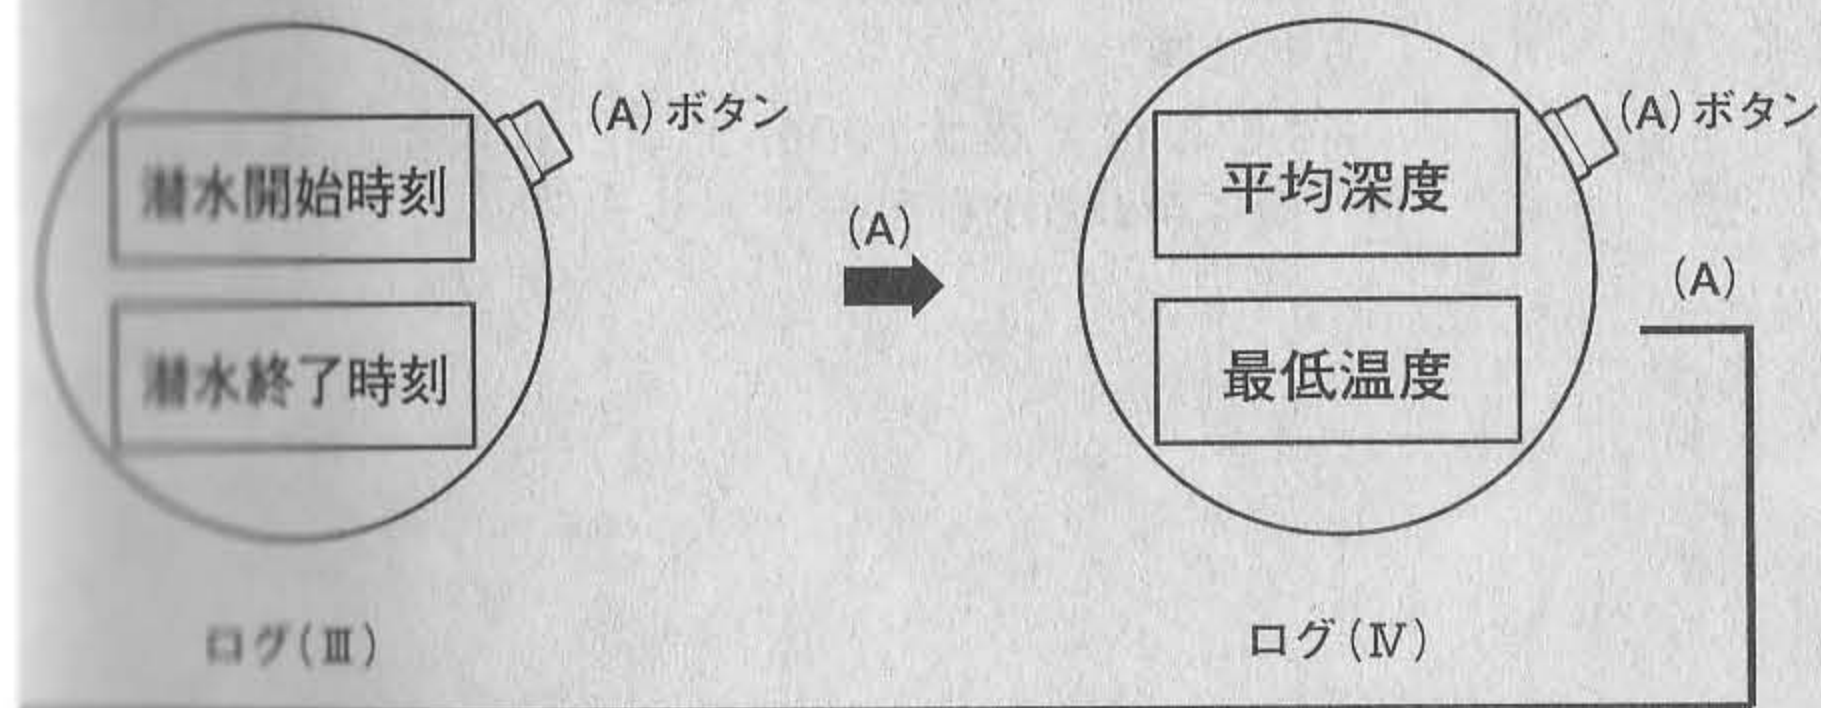 (A)ボタン
潜水開始時刻
潜水終了時刻
ログ(Ⅲ)
(A)
(A)ボタン
平均深度
最低温度
ログ(Ⅳ)
(A)